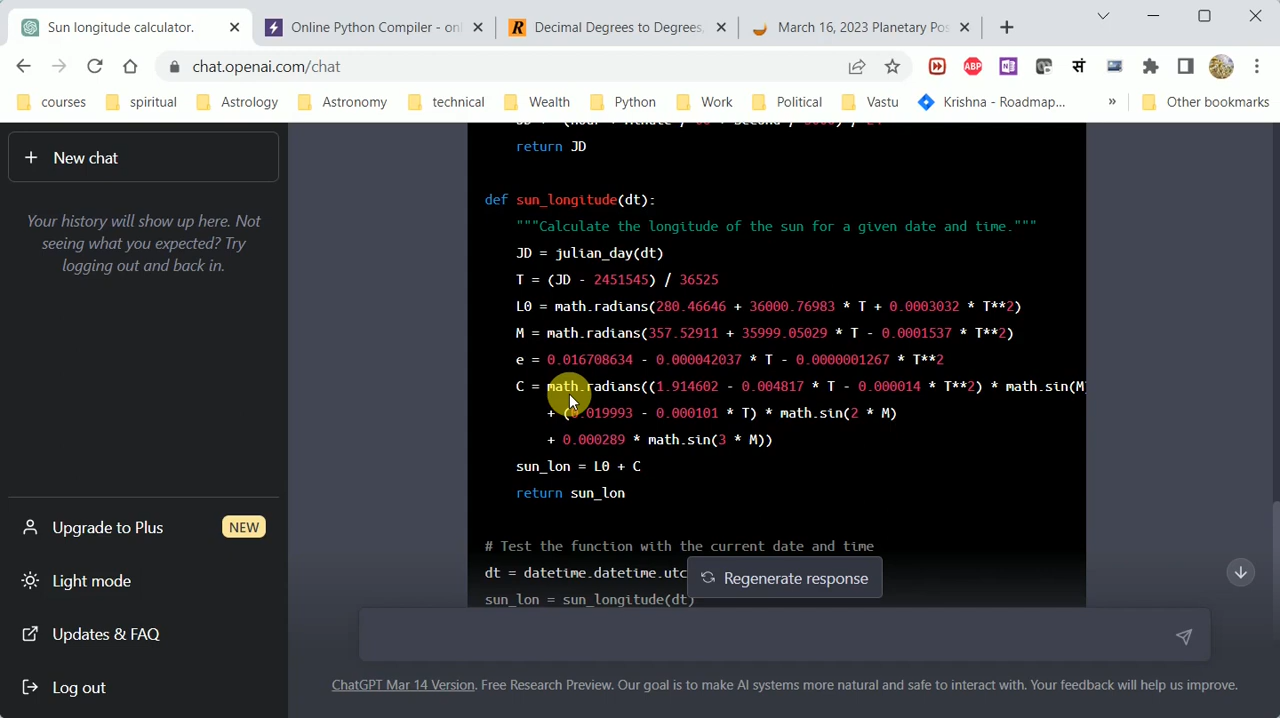 Sun longitude calculator.
Online Python Compiler - onl
Decimal Degrees to Degrees,
March 16, 2023 Planetary Pos
chat.openai.com/chat
ABP
सं
courses
spiritual
Astrology
Astronomy
technical
Wealth
Python
Work
Political
Vastu
Krishna - Roadmap...
»
Other bookmarks
+ New chat
Your history will show up here. Not
seeing what you expected? Try
logging out and back in.
Upgrade to Plus
NEW
Light mode
Updates & FAQ
Log out
return JD
def sun_longitude(dt):
"""Calculate the longitude of the sun for a given date and time."""
JD = julian_day(dt)
T = (JD - 2451545) / 36525
L0 = math.radians(280.46646 + 36000.76983 * T + 0.0003032 * T**2)
M = math.radians(357.52911 + 35999.05029 * T - 0.0001537 * T**2)
e = 0.016708634 - 0.000042037 * T - 0.0000001267 * T**2
C = math.radians((1.914602 - 0.004817 * T - 0.000014 * T**2) * math.sin(M
+ (0.019993 - 0.000101 * T) * math.sin(2 * M)
+ 0.000289 * math.sin(3 * M))
sun_lon = L0 + C
return sun_lon
# Test the function with the current date and time
dt = datetime.datetime.utc
sun_lon = sun_longitude(dt)
Regenerate response
ChatGPT Mar 14 Version. Free Research Preview. Our goal is to make AI systems more natural and safe to interact with. Your feedback will help us improve.